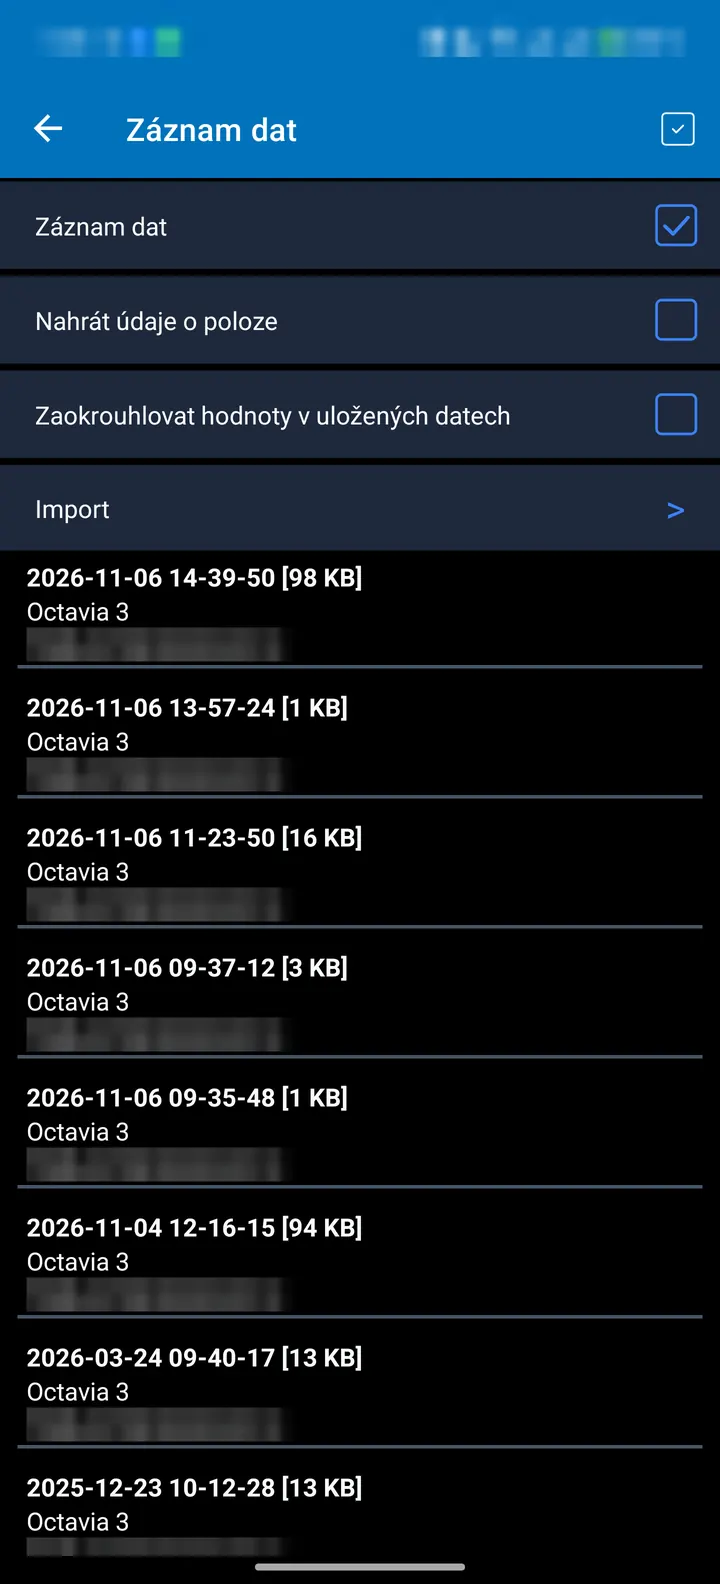 Záznam dat
Záznam dat
Nahrát údaje o poloze
Zaokrouhlovat hodnoty v uložených datech
Import >
2026-11-06 14-39-50 [98 KB]
Octavia 3
2026-11-06 13-57-24 [1 KB]
Octavia 3
2026-11-06 11-23-50 [16 KB]
Octavia 3
2026-11-06 09-37-12 [3 KB]
Octavia 3
2026-11-06 09-35-48 [1 KB]
Octavia 3
2026-11-04 12-16-15 [94 KB]
Octavia 3
2026-03-24 09-40-17 [13 KB]
Octavia 3
2025-12-23 10-12-28 [13 KB]
Octavia 3